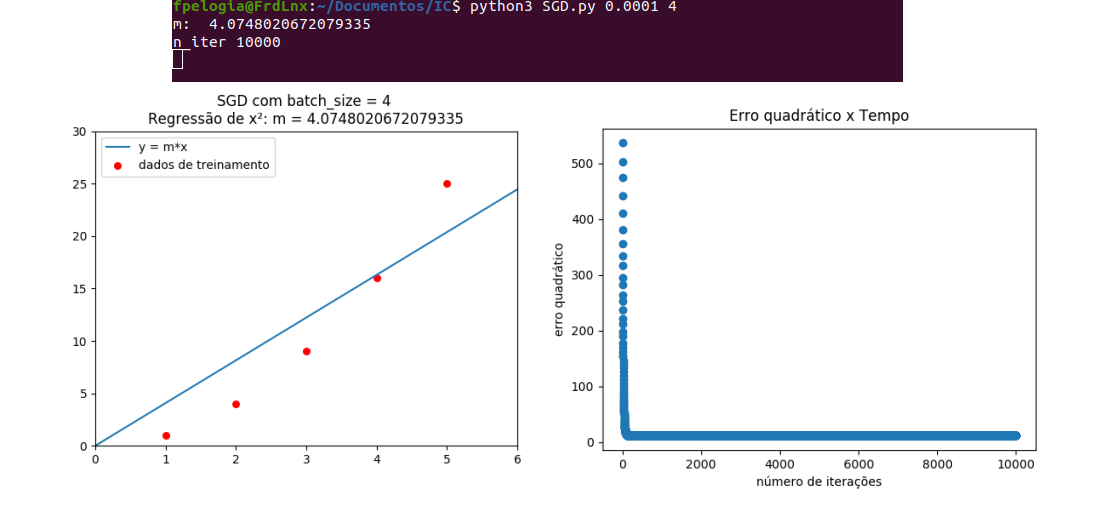 fpelogia@FrdLnx:~/Documentos/IC$ python3 SGD.py 0.0001 4
m:  4.0748020672079335
n_iter 10000
SGD com batch_size = 4
Regressão de x²: m = 4.0748020672079335
30
25
20
15
10
5
0
y = m*x
dados de treinamento
0 1 2 3 4 5 6
Erro quadrático x Tempo
erro quadrático
500
400
300
200
100
0
0 2000 4000 6000 8000 10000
número de iterações